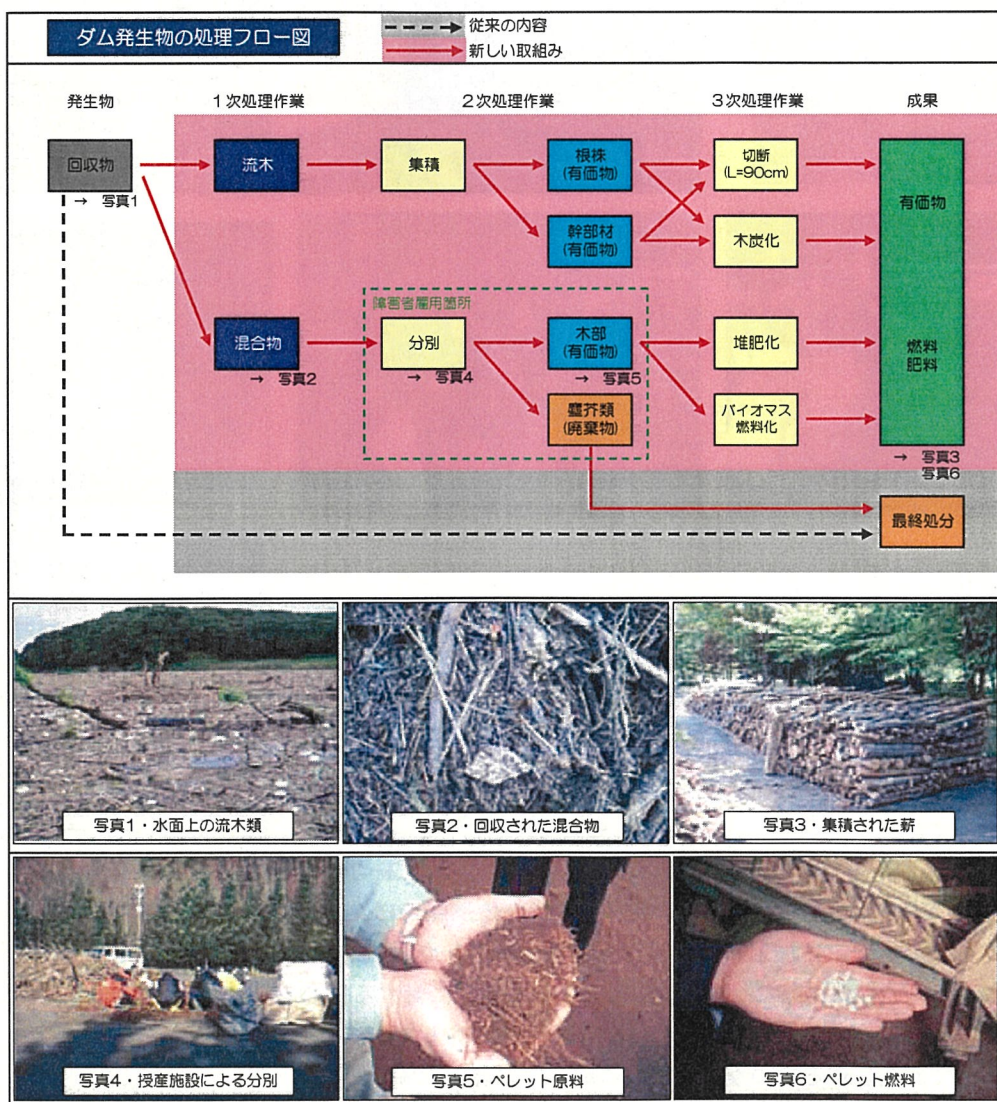 ダム発生物の処理フロー図
従来の内容
新しい取組み
発生物
1次処理作業
2次処理作業
3次処理作業
成果
回収物
→ 写真1
流木
集積
根株
(有価物)
切断
(L=90cm)
有価物
幹部材
(有価物)
木炭化
障害者雇用箇所
混合物
→ 写真2
分別
→ 写真4
木部
(有価物)
→ 写真5
堆肥化
燃料
肥料
塵芥類
(廃棄物)
バイオマス
燃料化
→ 写真3
写真6
最終処分
写真1・水面上の流木類
写真2・回収された混合物
写真3・集積された薪
写真4・授産施設による分別
写真5・ペレット原料
写真6・ペレット燃料